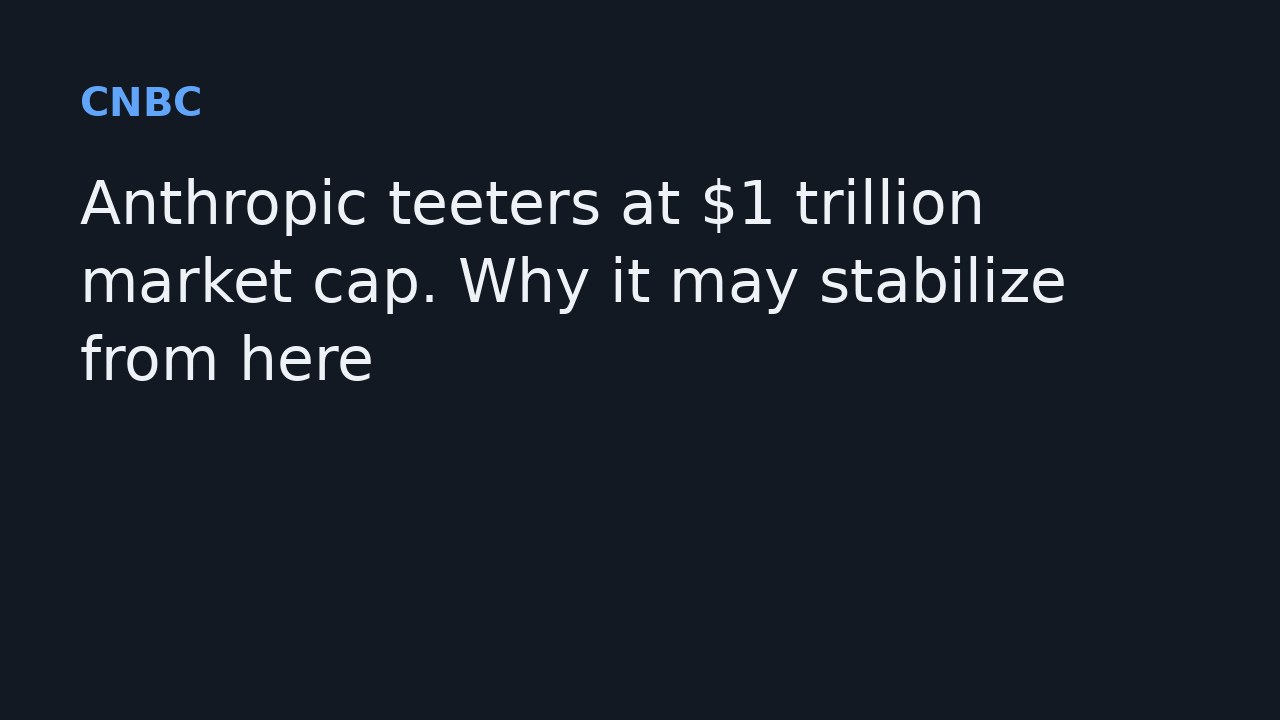 CNBC
Anthropic teeters at $1 trillion
market cap. Why it may stabilize
from here